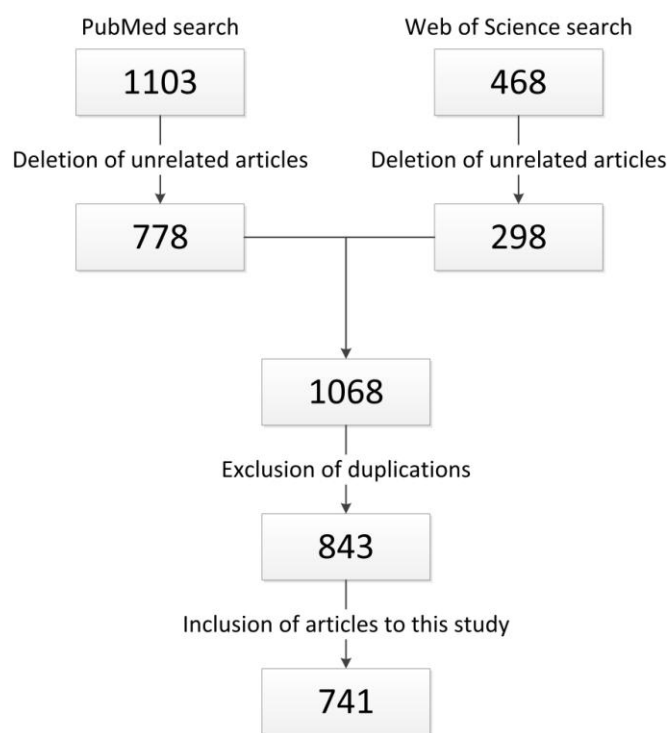 PubMed search
Web of Science search
1103
468
Deletion of unrelated articles
Deletion of unrelated articles
778
298
1068
Exclusion of duplications
843
Inclusion of articles to this study
741